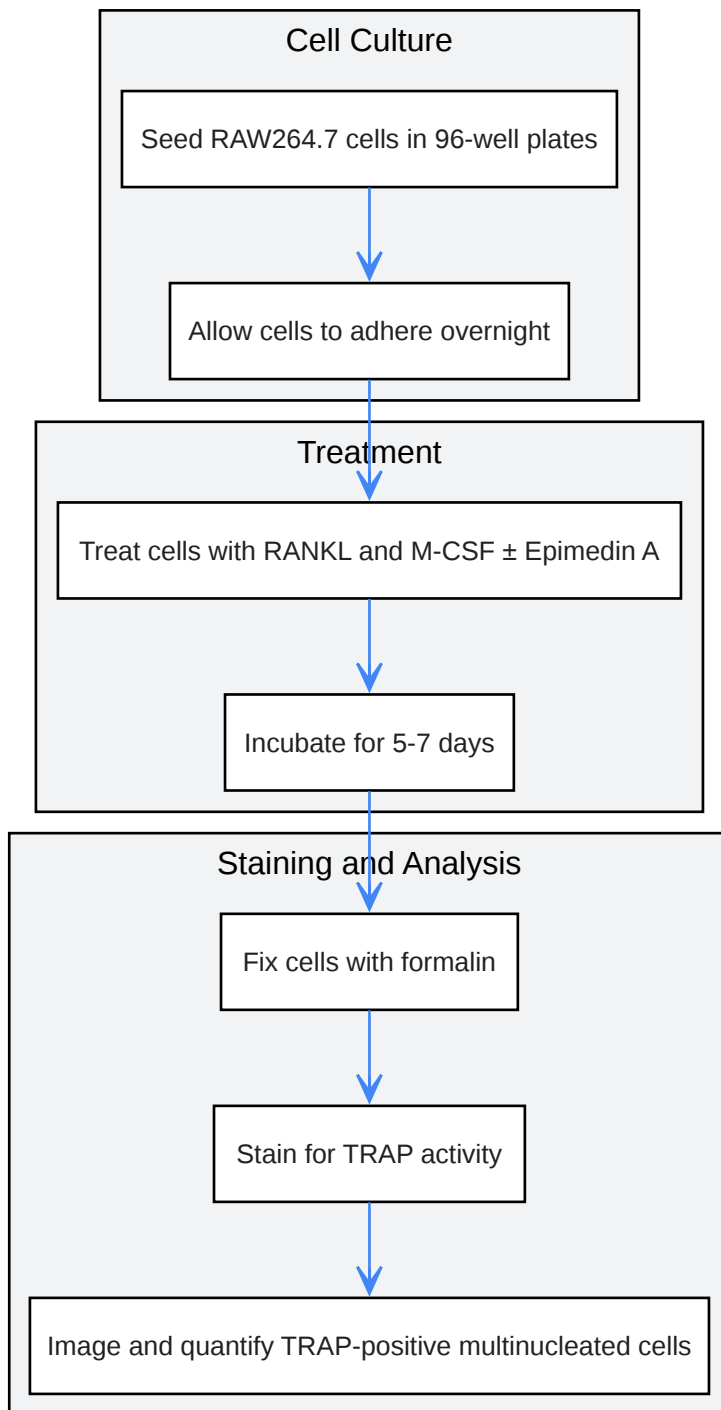 Cell Culture
Seed RAW264.7 cells in 96-well plates
Allow cells to adhere overnight
Treatment
Treat cells with RANKL and M-CSF ± Epimedin A
Incubate for 5-7 days
Staining and Analysis
Fix cells with formalin
Stain for TRAP activity
Image and quantify TRAP-positive multinucleated cells